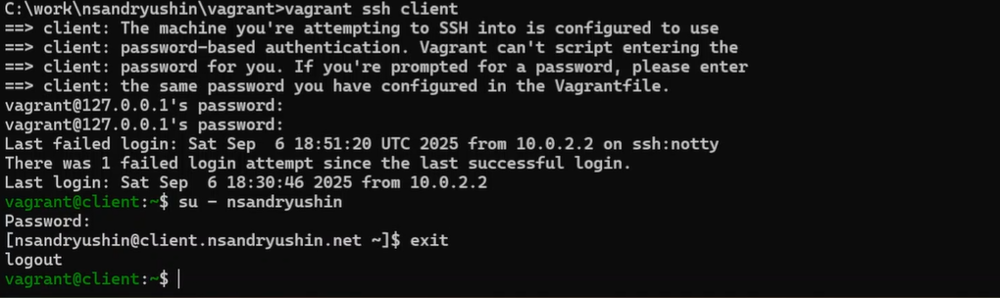 C:\work\nsandryushin\vagrant>vagrant ssh client
==> client: The machine you're attempting to SSH into is configured to use
==> client: password-based authentication. Vagrant can't script entering the
==> client: password for you. If you're prompted for a password, please enter
==> client: the same password you have configured in the Vagrantfile.
vagrant@127.0.0.1's password:
vagrant@127.0.0.1's password:
Last failed login: Sat Sep  6 18:51:20 UTC 2025 from 10.0.2.2 on ssh:notty
There was 1 failed login attempt since the last successful login.
Last login: Sat Sep  6 18:30:46 2025 from 10.0.2.2
vagrant@client:~$ su - nsandryushin
Password:
[nsandryushin@client.nsandryushin.net ~]$ exit
logout
vagrant@client:~$